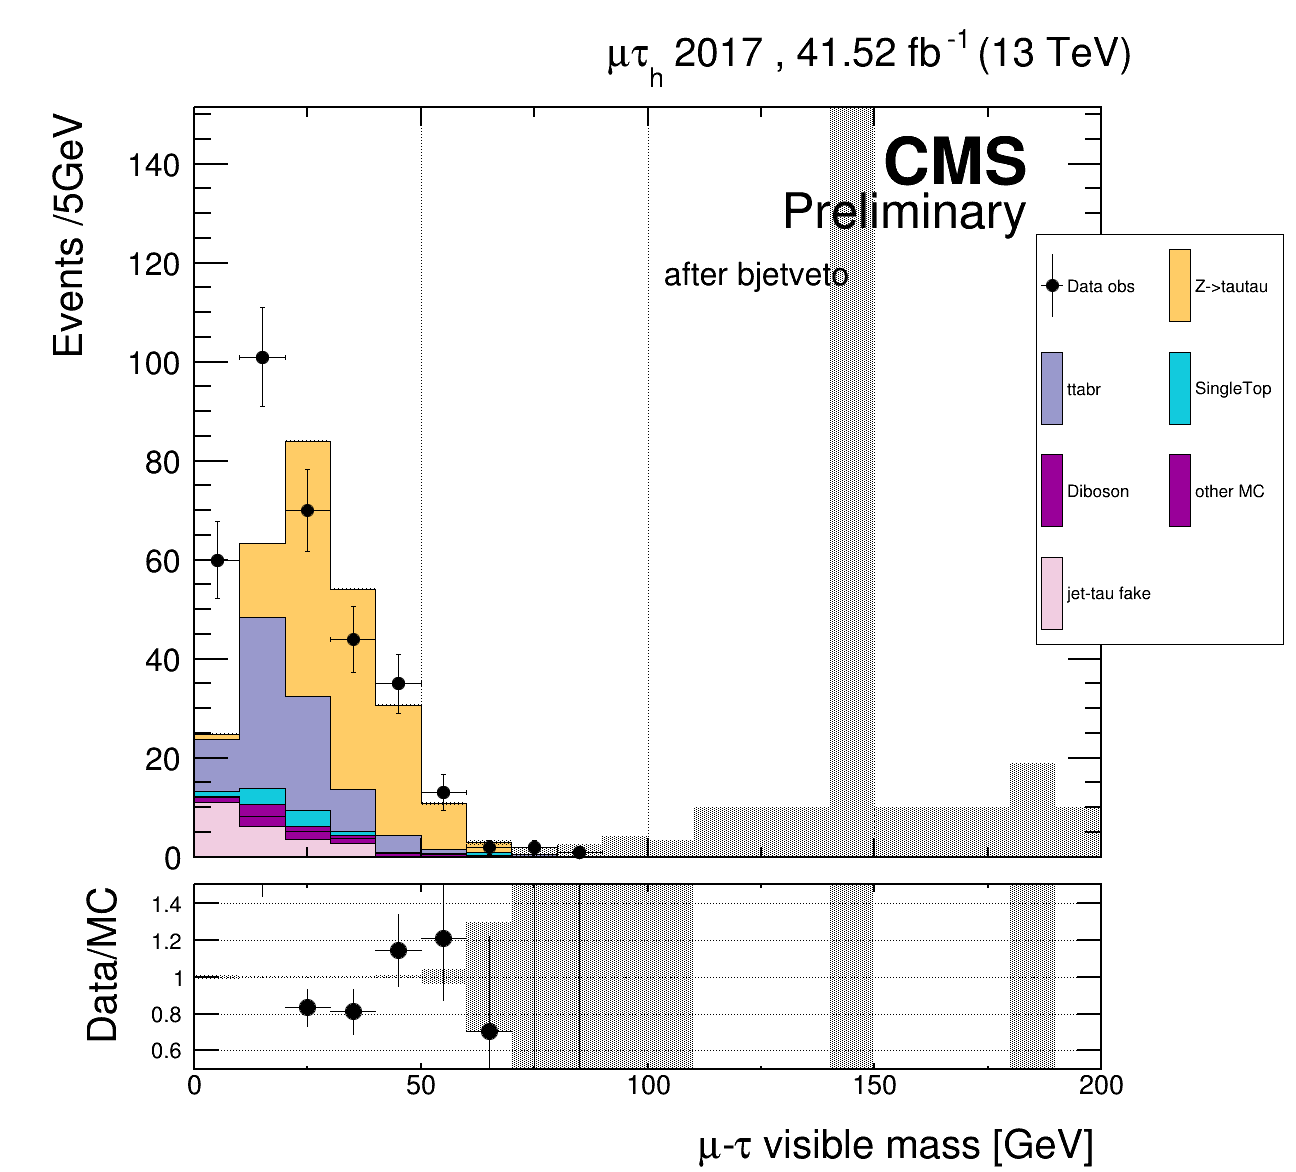 μτh 2017 , 41.52 fb-1 (13 TeV)
Events /5GeV
140
120
100
80
60
40
20
0
CMS
Preliminary
after bjetveto
Data obs
Z->tautau
ttabr
SingleTop
Diboson
other MC
jet-tau fake
Data/MC
1.4
1.2
1
0.8
0.6
0 50 100 150 200
μ-τ visible mass [GeV]